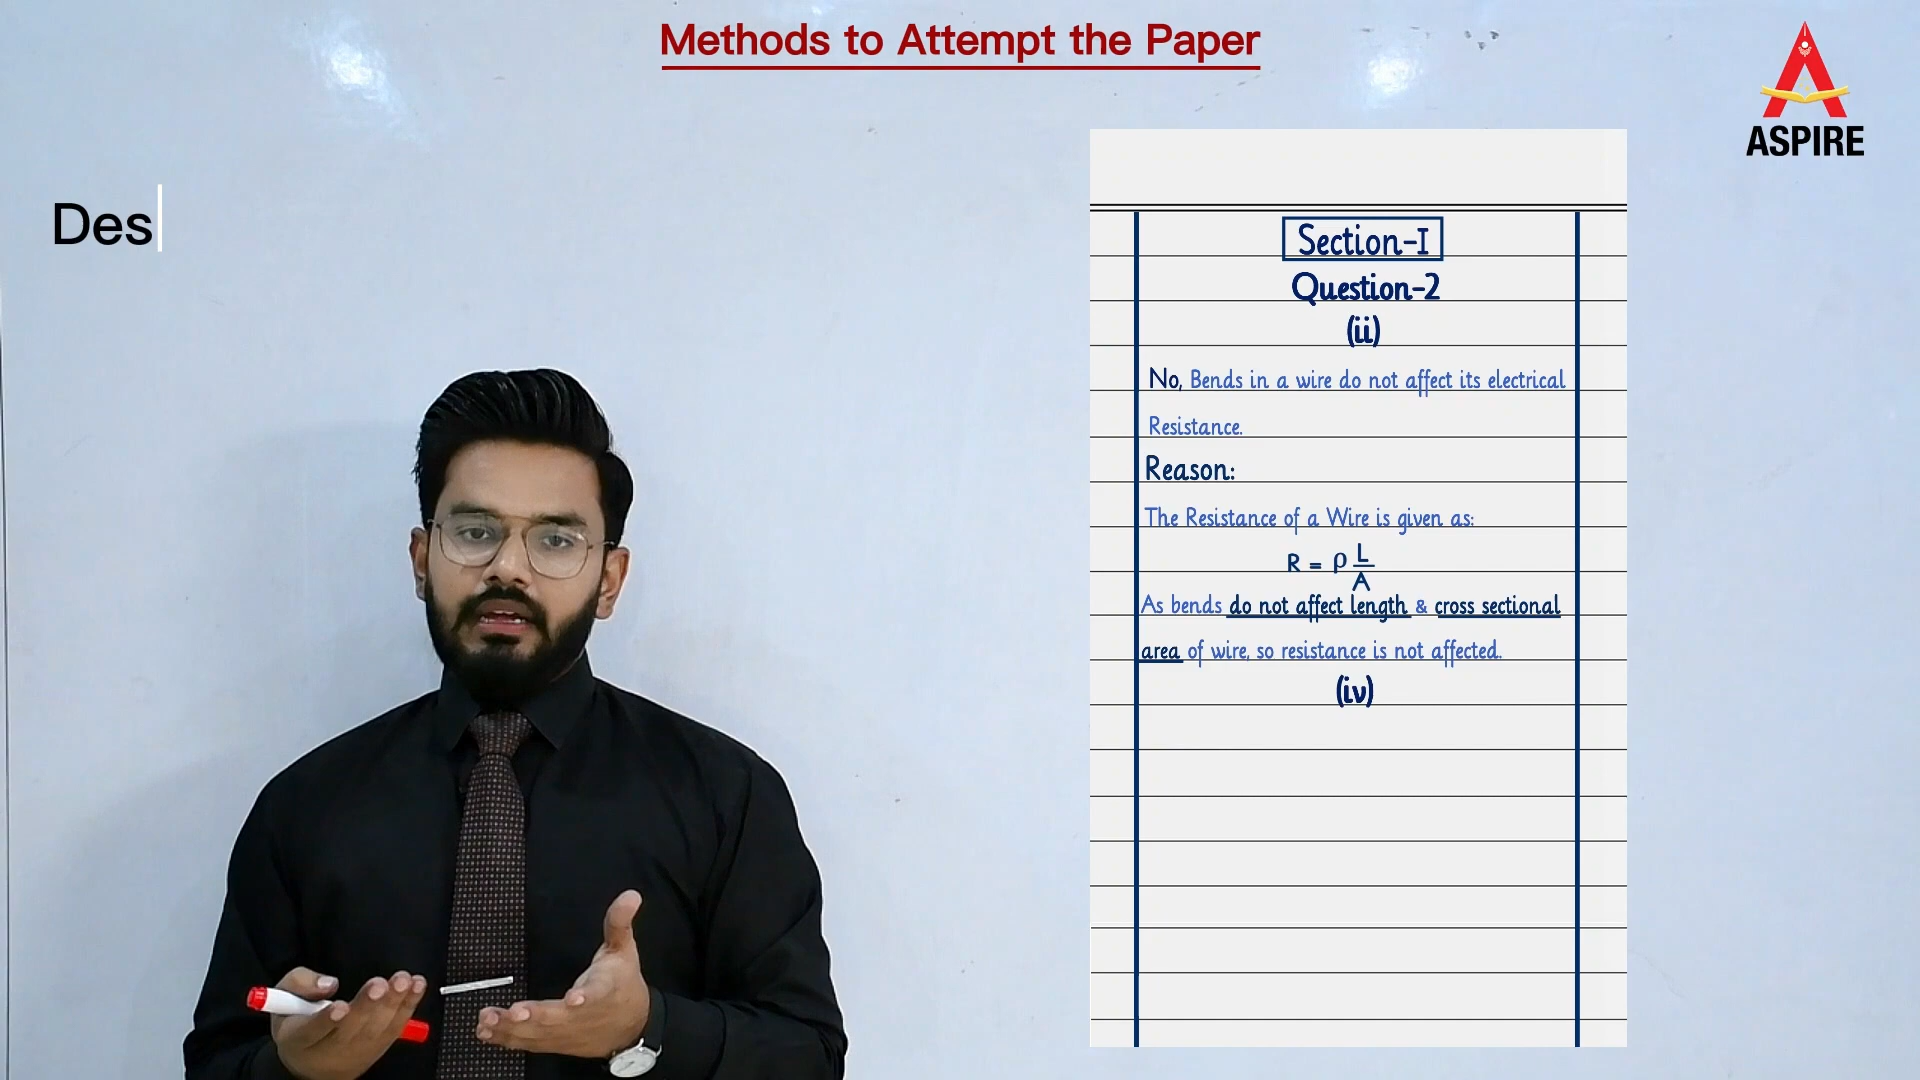 Methods to Attempt the Paper
ASPIRE
Des
Section-I
Question-2
(ii)
No, Bends in a wire do not affect its electrical
Resistance.
Reason:
The Resistance of a Wire is given as:
R = ρ L/A
As bends do not affect length & cross sectional
area of wire, so resistance is not affected.
(iv)